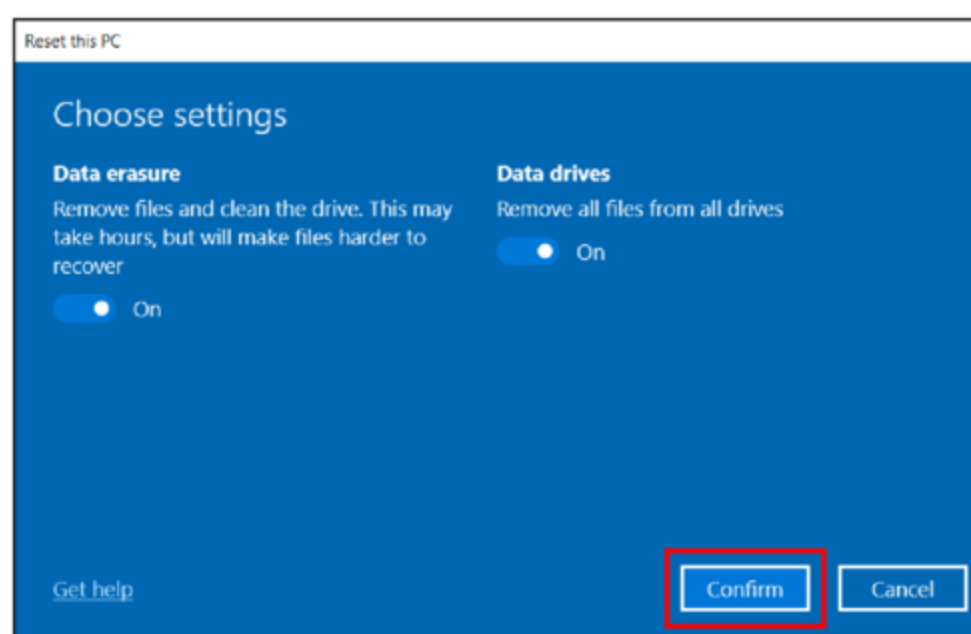 Reset this PC
Choose settings
Data erasure
Remove files and clean the drive. This may
take hours, but will make files harder to
recover
On
Data drives
Remove all files from all drives
On
Get help
Confirm
Cancel